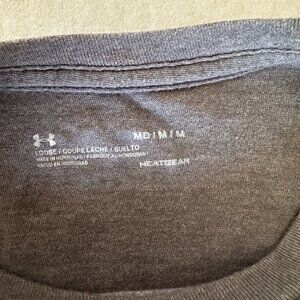 MD / M / M
LOOSE / COUPE LÂCHE / SUELTO
MADE IN HONDURAS / FABRIQUÉ AU HONDURAS /
HECHO EN HONDURAS
HEATGEAR